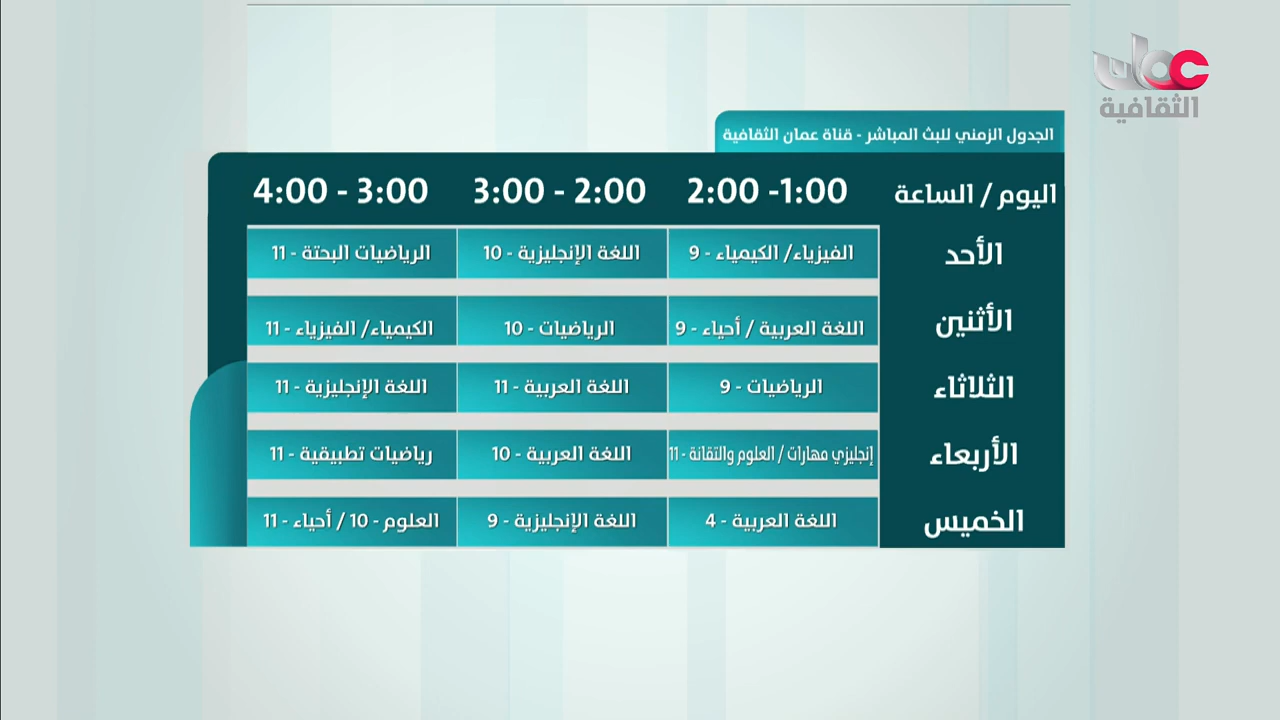 عمان
الثقافية
الجدول الزمني للبث المباشر - قناة عمان الثقافية
اليوم / الساعة 1:00- 2:00 2:00 - 3:00 3:00 - 4:00
الأحد الفيزياء/ الكيمياء - 9 اللغة الإنجليزية - 10 الرياضيات البحتة - 11
الأثنين اللغة العربية / أحياء - 9 الرياضيات - 10 الكيمياء/ الفيزياء - 11
الثلاثاء الرياضيات - 9 اللغة العربية - 11 اللغة الإنجليزية - 11
الأربعاء إنجليزي مهارات / العلوم والتقانة - 11 اللغة العربية - 10 رياضيات تطبيقية - 11
الخميس اللغة العربية - 4 اللغة الإنجليزية - 9 العلوم - 10 / أحياء - 11